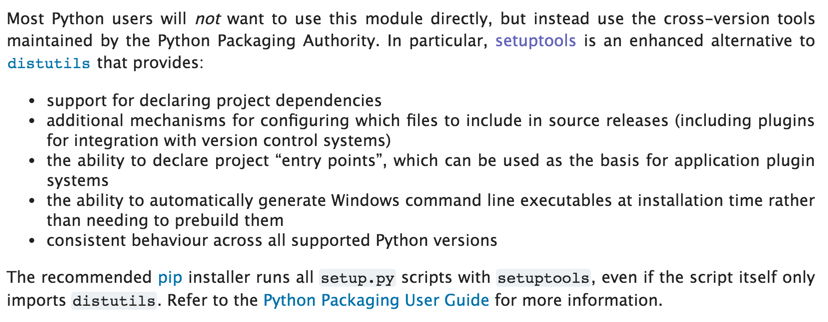 Most Python users will not want to use this module directly, but instead use the cross-version tools
maintained by the Python Packaging Authority. In particular, setuptools is an enhanced alternative to
distutils that provides:
• support for declaring project dependencies
• additional mechanisms for configuring which files to include in source releases (including plugins
for integration with version control systems)
• the ability to declare project “entry points”, which can be used as the basis for application plugin
systems
• the ability to automatically generate Windows command line executables at installation time rather
than needing to prebuild them
• consistent behaviour across all supported Python versions
The recommended pip installer runs all setup.py scripts with setuptools, even if the script itself only
imports distutils. Refer to the Python Packaging User Guide for more information.